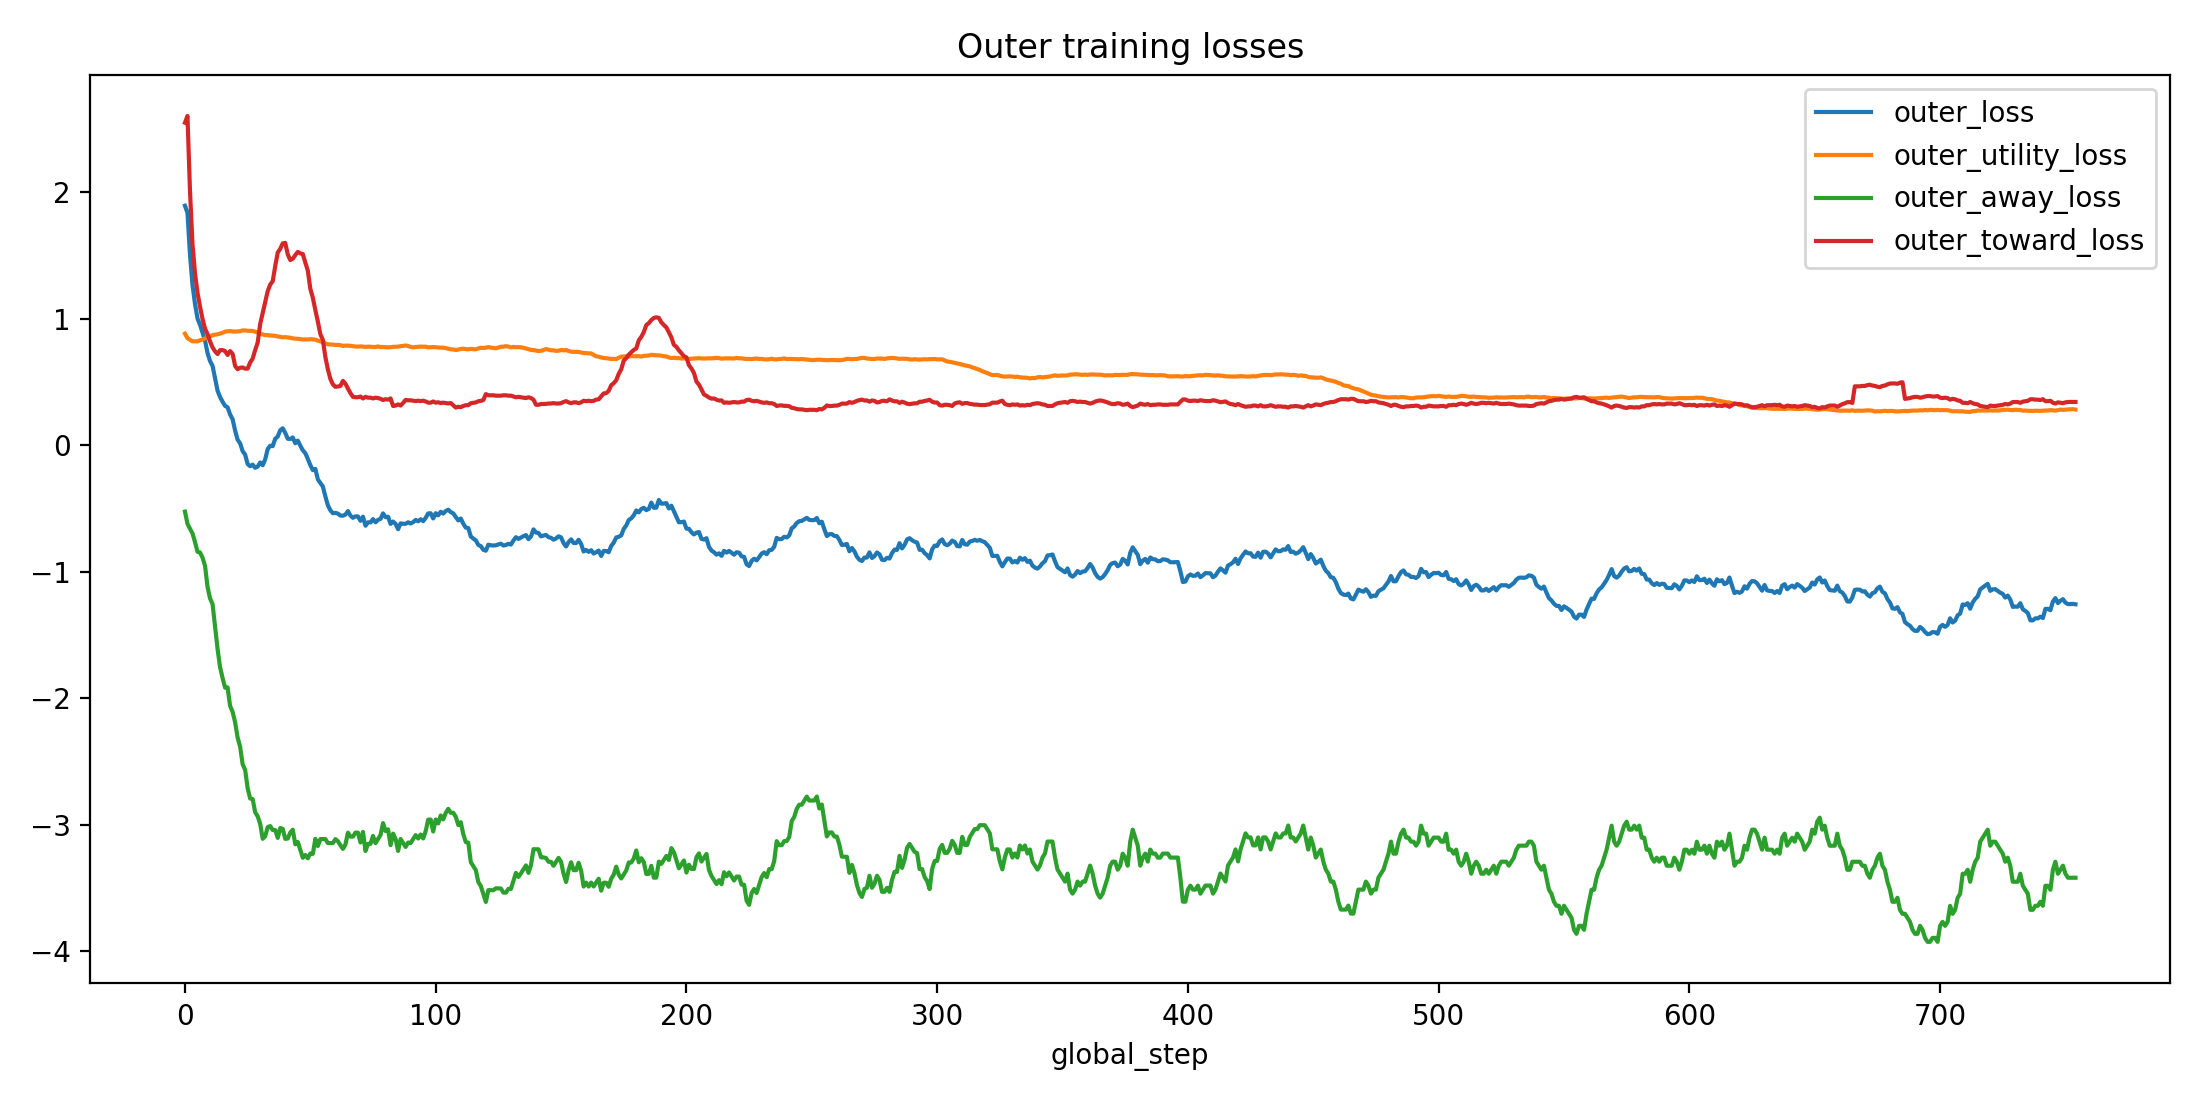 Outer training losses
outer_loss
outer_utility_loss
outer_away_loss
outer_toward_loss
2
1
0
−1
−2
−3
−4
0 100 200 300 400 500 600 700
global_step